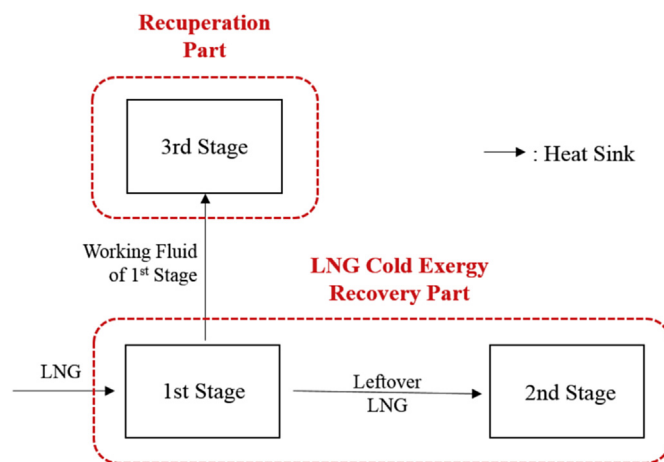 Recuperation
Part
3rd Stage
: Heat Sink
Working Fluid
of 1st Stage
LNG Cold Exergy
Recovery Part
LNG
1st Stage
Leftover
LNG
2nd Stage